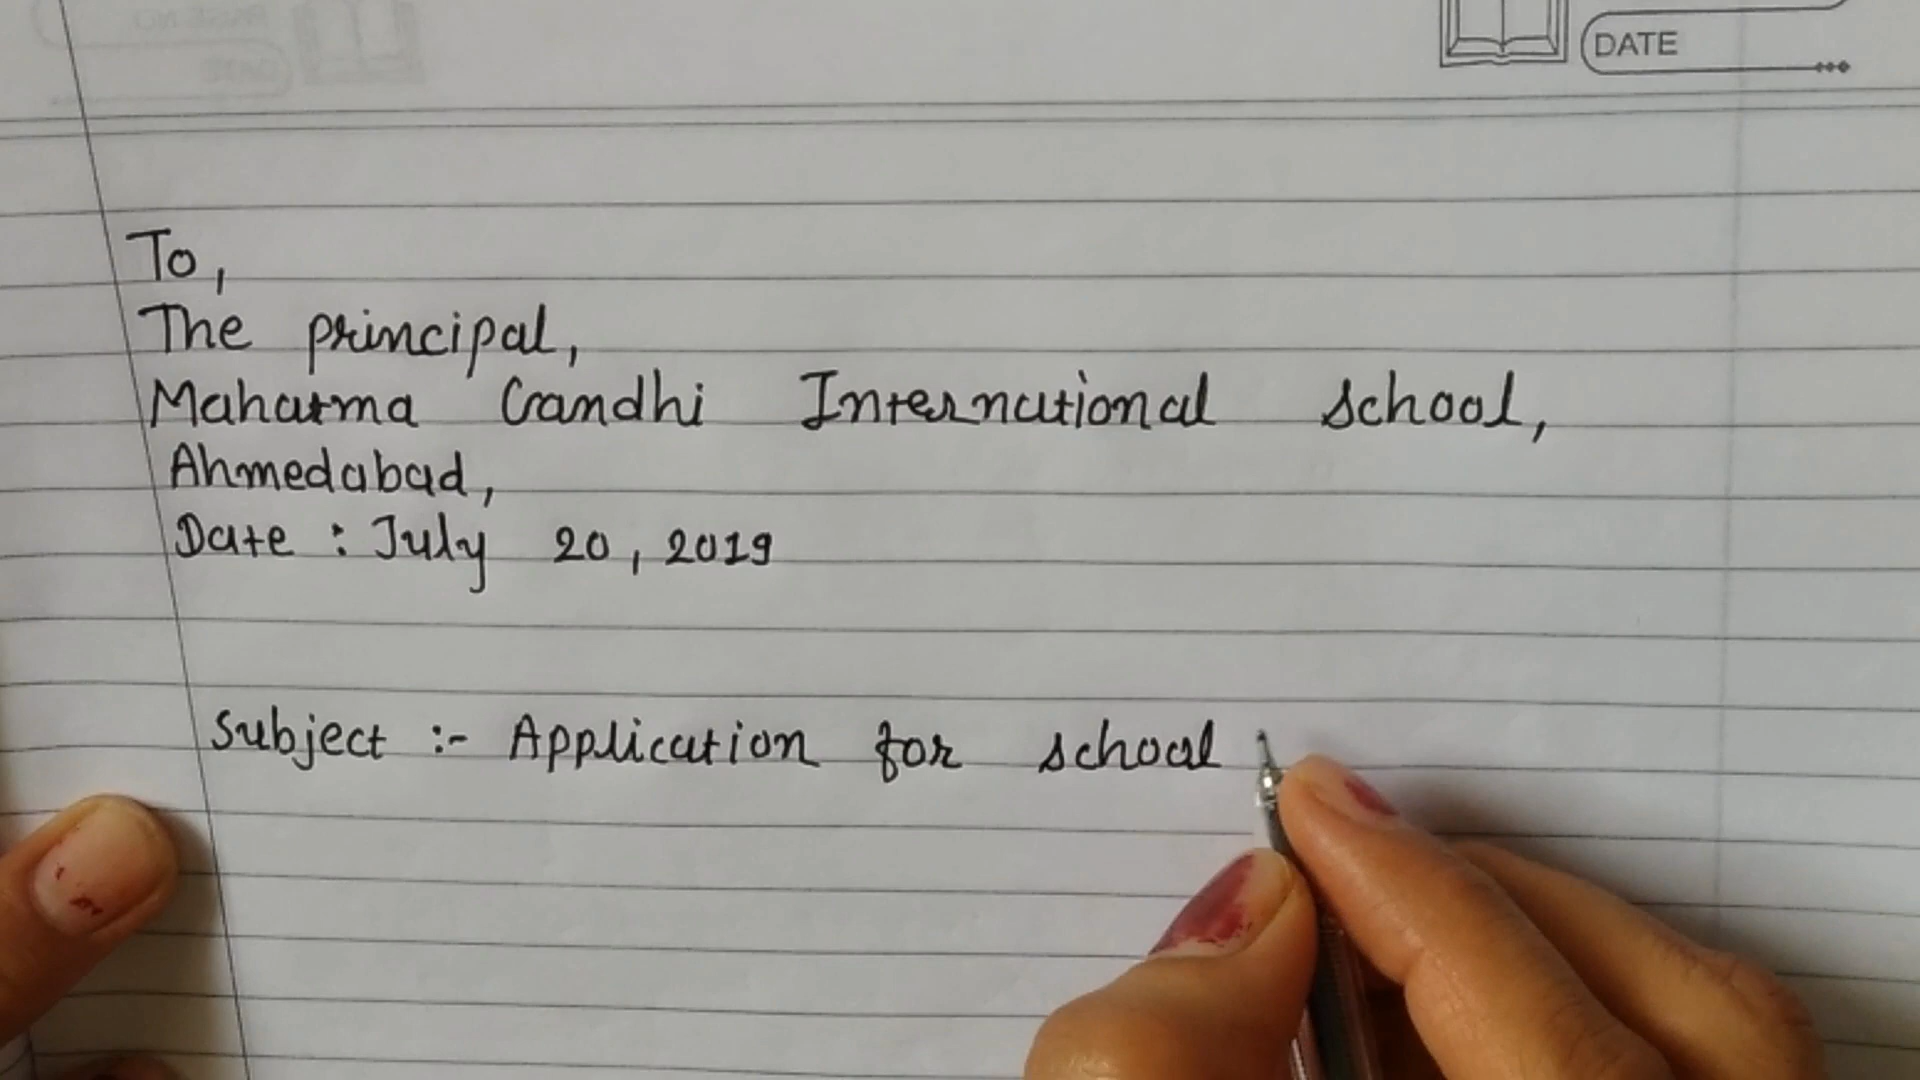 DATE
To,
The principal,
Mahatma Gandhi International school,
Ahmedabad,
Date : July 20, 2019
Subject :- Application for school